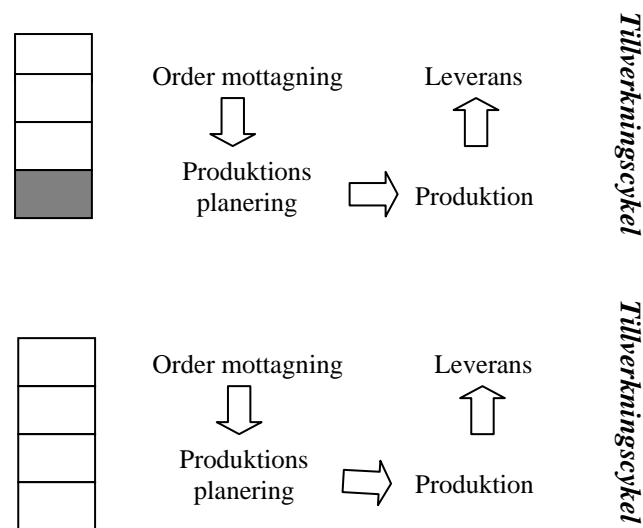 Order mottagning
Leverans
Produktions
planering
Produktion
Tillverkningscykel
Order mottagning
Leverans
Produktions
planering
Produktion
Tillverkningscykel